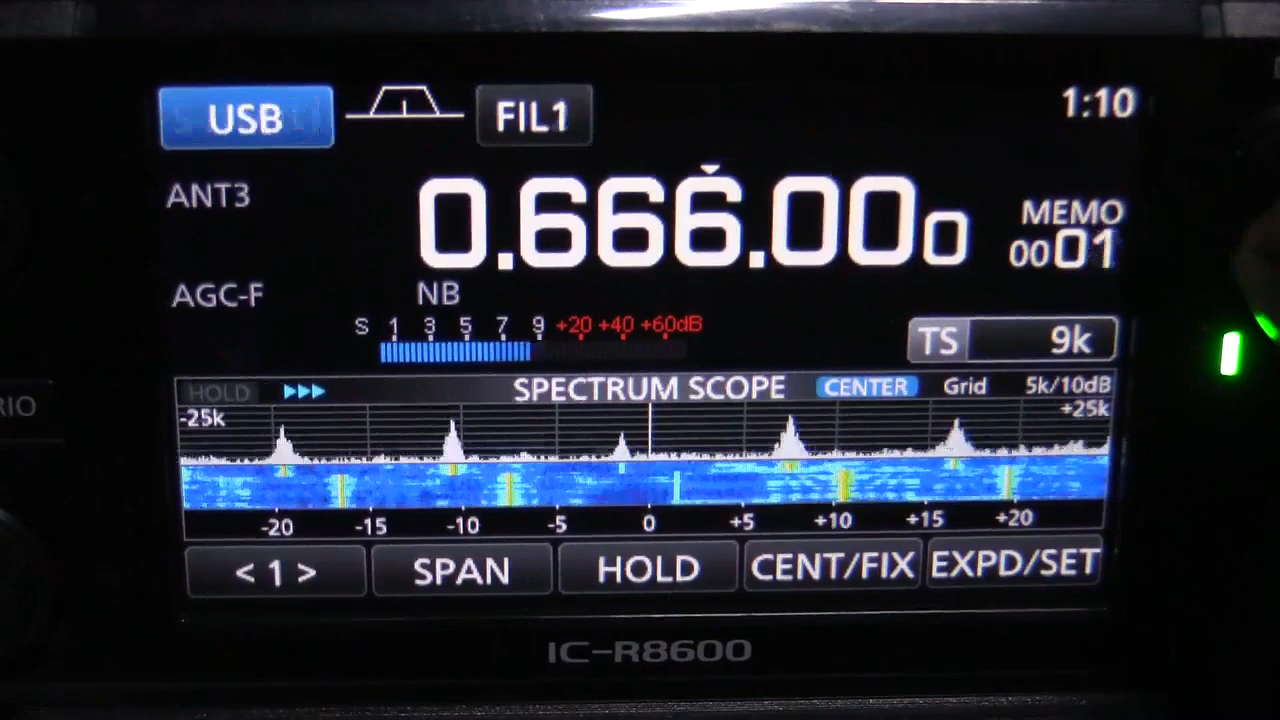 USB FIL1 1:10
ANT3 0.666.000 MEMO
0001
AGC-F NB
S 1 3 5 7 9 +20 +40 +60dB
TS 9k
HOLD SPECTRUM SCOPE CENTER Grid 5k/10dB
-25k +25k
-20 -15 -10 -5 0 +5 +10 +15 +20
< 1 > SPAN HOLD CENT/FIX EXPD/SET
IC-R8600
RIO